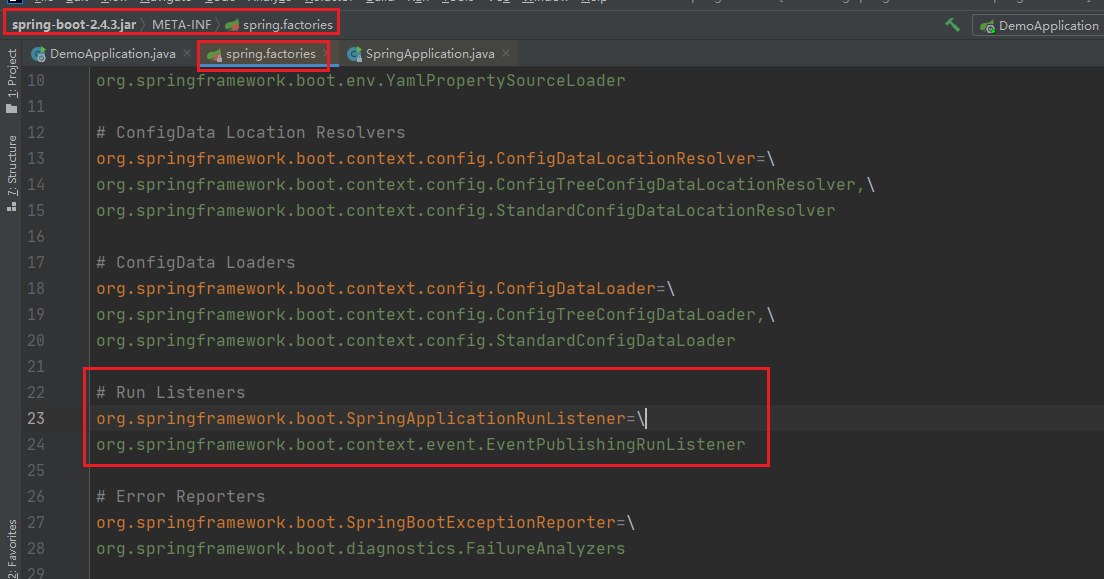 spring-boot-2.4.3.jar META-INF spring.factories DemoApplication
DemoApplication.java spring.factories SpringApplication.java
1: Project
7: Structure
2: Favorites
10 org.springframework.boot.env.YamlPropertySourceLoader
11
12 # ConfigData Location Resolvers
13 org.springframework.boot.context.config.ConfigDataLocationResolver=\
14 org.springframework.boot.context.config.ConfigTreeConfigDataLocationResolver,\
15 org.springframework.boot.context.config.StandardConfigDataLocationResolver
16
17 # ConfigData Loaders
18 org.springframework.boot.context.config.ConfigDataLoader=\
19 org.springframework.boot.context.config.ConfigTreeConfigDataLoader,\
20 org.springframework.boot.context.config.StandardConfigDataLoader
21
22 # Run Listeners
23 org.springframework.boot.SpringApplicationRunListener=\
24 org.springframework.boot.context.event.EventPublishingRunListener
25
26 # Error Reporters
27 org.springframework.boot.SpringBootExceptionReporter=\
28 org.springframework.boot.diagnostics.FailureAnalyzers
29